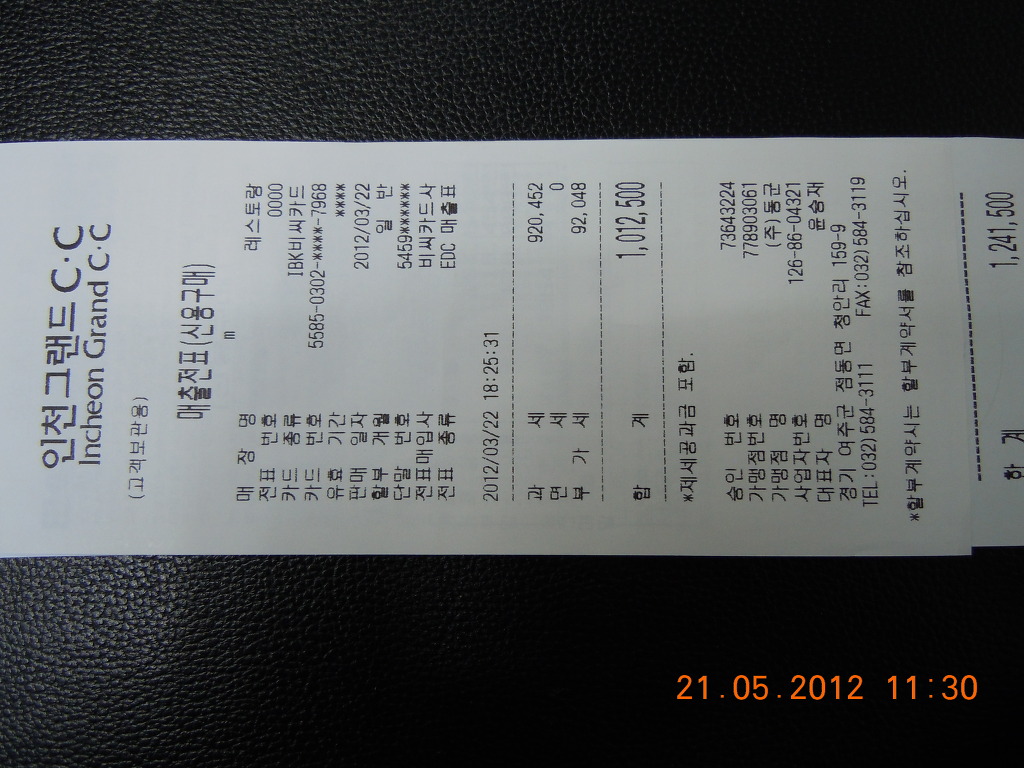 인천그랜드 C·C
Incheon Grand C·C
(고객보관용)
매출전표(신용구매)
m
매 장 명 레스토랑
전표 번호 0000
카드 종류 IBK비씨카드
카드 번호 5585-0302-****-7968
유효 기간 ****
판매 일자 2012/03/22
할부 개월 일 반
단말 번호 5459******
전표매입사 비씨카드사
전표 종류 EDC 매출표
2012/03/22 18:25:31
과 세 920,452
면 세 0
부 가 세 92,048
합 계 1,012,500
*제세공과금 포함.
승인 번호 73643224
가맹점번호 778903061
가맹점 명 (주)동군
사업자번호 126-86-04321
대표자 명 윤승재
경기 여주군 점동면 청안리 159-9
TEL:032)584-3111 FAX:032)584-3119
*할부계약시는 할부계약서를 참조하십시오.
합 계 1,241,500
21.05.2012 11:30